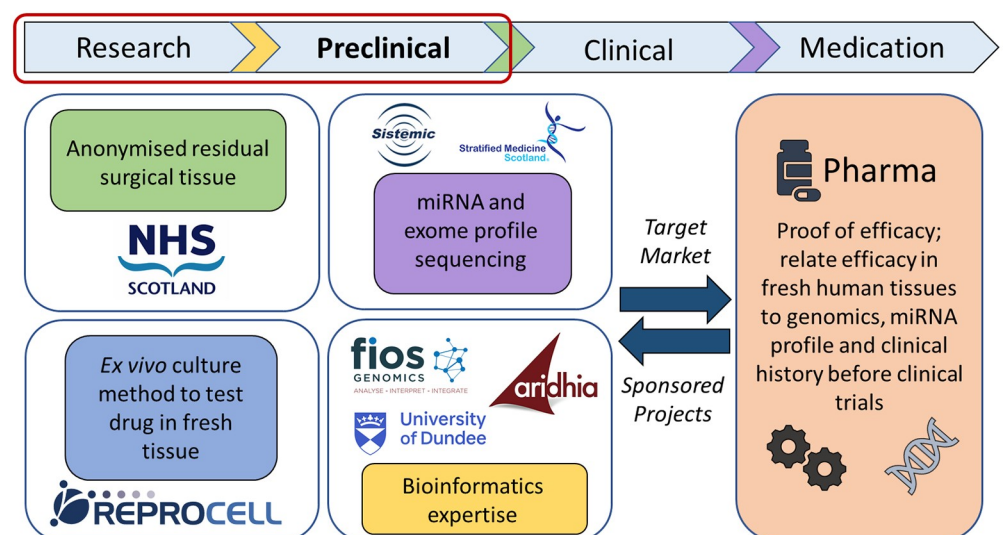 Research
Preclinical
Clinical
Medication
Anonymised residual
surgical tissue
NHS
SCOTLAND
Sistemic
Stratified Medicine
Scotland
miRNA and
exome profile
sequencing
Ex vivo culture
method to test
drug in fresh
tissue
REPROCELL
fios
GENOMICS
ANALYSE • INTERPRET • INTEGRATE
aridhia
University
of Dundee
Bioinformatics
expertise
Target
Market
Sponsored
Projects
Pharma
Proof of efficacy;
relate efficacy in
fresh human tissues
to genomics, miRNA
profile and clinical
history before clinical
trials